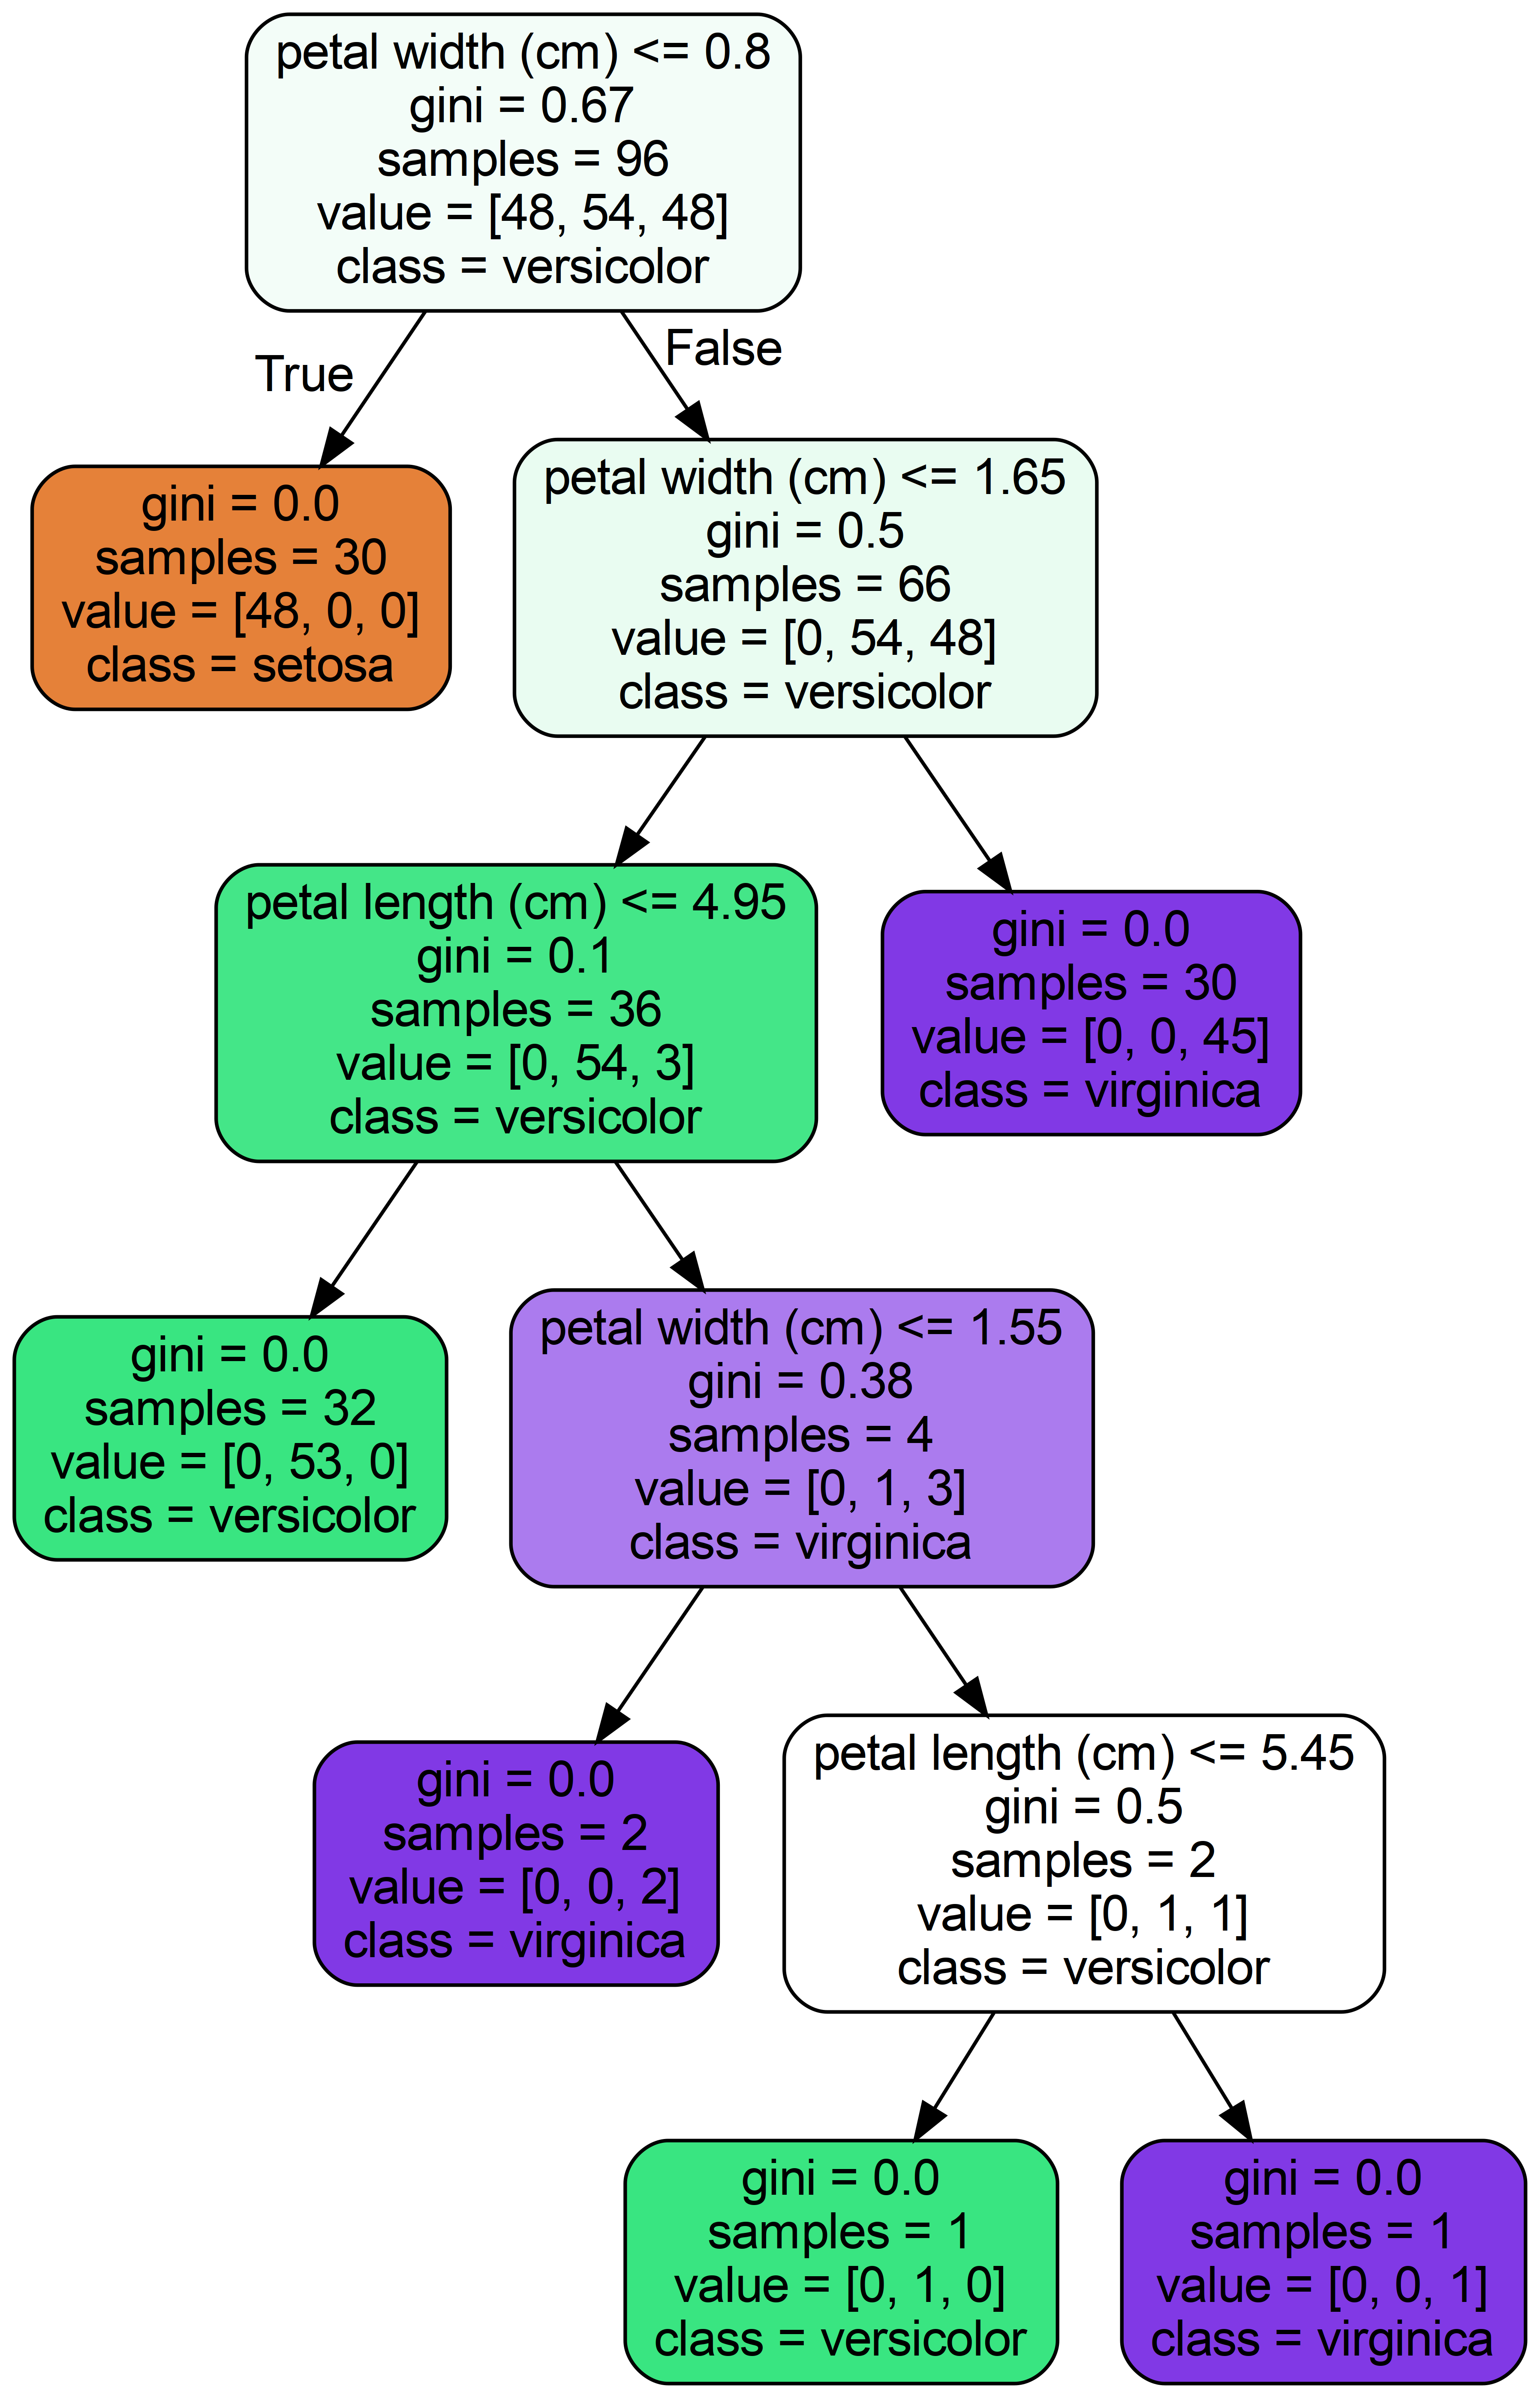 petal width (cm) <= 0.8
gini = 0.67
samples = 96
value = [48, 54, 48]
class = versicolor
True
False
gini = 0.0
samples = 30
value = [48, 0, 0]
class = setosa
petal width (cm) <= 1.65
gini = 0.5
samples = 66
value = [0, 54, 48]
class = versicolor
petal length (cm) <= 4.95
gini = 0.1
samples = 36
value = [0, 54, 3]
class = versicolor
gini = 0.0
samples = 30
value = [0, 0, 45]
class = virginica
gini = 0.0
samples = 32
value = [0, 53, 0]
class = versicolor
petal width (cm) <= 1.55
gini = 0.38
samples = 4
value = [0, 1, 3]
class = virginica
gini = 0.0
samples = 2
value = [0, 0, 2]
class = virginica
petal length (cm) <= 5.45
gini = 0.5
samples = 2
value = [0, 1, 1]
class = versicolor
gini = 0.0
samples = 1
value = [0, 1, 0]
class = versicolor
gini = 0.0
samples = 1
value = [0, 0, 1]
class = virginica